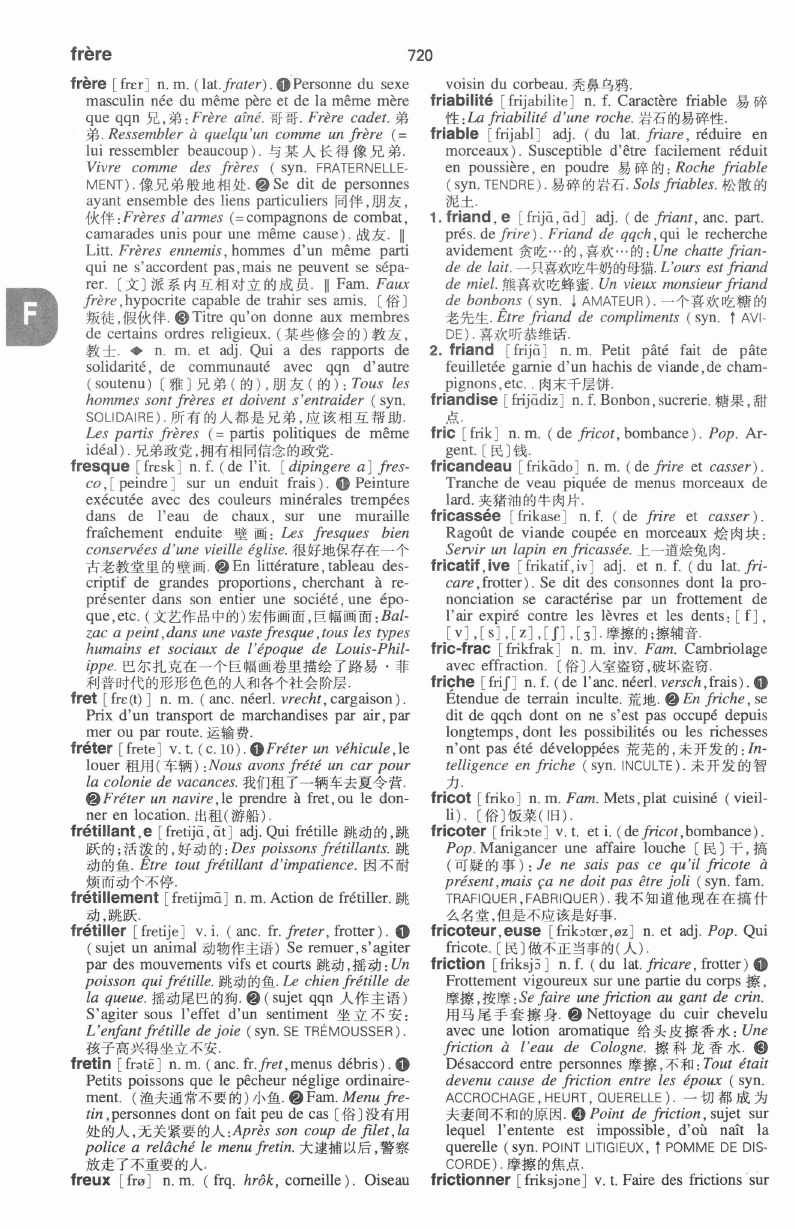 frère
720
frère [frɛr] n. m. (lat. frater). ❶Personne du sexe
masculin née du même père et de la même mère
que qqn 兄,弟:Frère aîné. 哥哥. Frère cadet. 弟
弟. Ressembler à quelqu'un comme un frère (=
lui ressembler beaucoup). 与某人长得像兄弟.
Vivre comme des frères (syn. FRATERNELLE-
MENT). 像兄弟般地相处. ❷Se dit de personnes
ayant ensemble des liens particuliers 同伴,朋友,
伙伴:Frères d'armes (=compagnons de combat,
camarades unis pour une même cause). 战友. ‖
Litt. Frères ennemis, hommes d'un même parti
qui ne s'accordent pas,mais ne peuvent se sépa-
rer. 〔文〕派系内互相对立的成员. ‖ Fam. Faux
frère,hypocrite capable de trahir ses amis. 〔俗〕
叛徒,假伙伴. ❸Titre qu'on donne aux membres
de certains ordres religieux. (某些修会的)教友,
教士. ◆ n. m. et adj. Qui a des rapports de
solidarité, de communauté avec qqn d'autre
(soutenu) 〔雅〕兄弟(的),朋友(的): Tous les
hommes sont frères et doivent s'entraider (syn.
SOLIDAIRE). 所有的人都是兄弟,应该相互帮助.
Les partis frères (= partis politiques de même
idéal). 兄弟政党,拥有相同信念的政党.
fresque [frɛsk] n. f. (de l'it. [dipingere a] fres-
co,[peindre] sur un enduit frais). ❶ Peinture
exécutée avec des couleurs minérales trempées
dans de l'eau de chaux, sur une muraille
fraîchement enduite 壁画: Les fresques bien
conservées d'une vieille église. 很好地保存在一个
古老教堂里的壁画. ❷En littérature,tableau des-
criptif de grandes proportions, cherchant à re-
présenter dans son entier une société,une épo-
que,etc. (文艺作品中的)宏伟画面,巨幅画面:Bal-
zac a peint,dans une vaste fresque,tous les types
humains et sociaux de l'époque de Louis-Phil-
ippe. 巴尔扎克在一个巨幅画卷里描绘了路易·菲
利普时代的形形色色的人和各个社会阶层.
fret [frɛ(t)] n. m. (anc. néerl. vrecht,cargaison).
Prix d'un transport de marchandises par air,par
mer ou par route. 运输费.
fréter [frete] v. t. (c. 10). ❶Fréter un véhicule,le
louer 租用(车辆):Nous avons frété un car pour
la colonie de vacances. 我们租了一辆车去夏令营.
❷Fréter un navire,le prendre à fret,ou le don-
ner en location. 出租(游船).
frétillant,e [fretijɑ̃, ɑ̃t] adj. Qui frétille 跳动的,跳
跃的;活泼的,好动的:Des poissons frétillants. 跳
动的鱼. Être tout frétillant d'impatience. 因不耐
烦而动个不停.
frétillement [fretijmɑ̃] n. m. Action de frétiller. 跳
动,跳跃.
frétiller [fretije] v. i. (anc. fr. freter, frotter). ❶
(sujet un animal 动物作主语) Se remuer,s'agiter
par des mouvements vifs et courts 跳动,摇动:Un
poisson qui frétille. 跳动的鱼. Le chien frétille de
la queue. 摇动尾巴的狗. ❷ (sujet qqn 人作主语)
S'agiter sous l'effet d'un sentiment 坐立不安:
L'enfant frétille de joie (syn. SE TRÉMOUSSER).
孩子高兴得坐立不安.
fretin [frətɛ̃] n. m. (anc. fr. fret,menus débris). ❶
Petits poissons que le pêcheur néglige ordinaire-
ment. (渔夫通常不要的)小鱼. ❷Fam. Menu fre-
tin,personnes dont on fait peu de cas〔俗〕没有用
处的人,无关紧要的人:Après son coup de filet,la
police a relâché le menu fretin. 大逮捕以后,警察
放走了不重要的人.
freux [frø] n. m. (frq. hrôk, corneille). Oiseau
voisin du corbeau. 秃鼻乌鸦.
friabilité [frijabilite] n. f. Caractère friable 易碎
性:La friabilité d'une roche. 岩石的易碎性.
friable [frijabl] adj. (du lat. friare, réduire en
morceaux). Susceptible d'être facilement réduit
en poussière, en poudre 易碎的: Roche friable
(syn. TENDRE). 易碎的岩石. Sols friables. 松散的
泥土.
1. friand, e [frijɑ̃, ɑ̃d] adj. (de friant, anc. part.
prés. de frire). Friand de qqch,qui le recherche
avidement 贪吃…的,喜欢…的:Une chatte frian-
de de lait. 一只喜欢吃牛奶的母猫. L'ours est friand
de miel. 熊喜欢吃蜂蜜. Un vieux monsieur friand
de bonbons (syn. ↓ AMATEUR). 一个喜欢吃糖的
老先生. Être friand de compliments (syn. ↑ AVI-
DE). 喜欢听恭维话.
2. friand [frijɑ̃] n. m. Petit pâté fait de pâte
feuilletée garnie d'un hachis de viande,de cham-
pignons,etc. . 肉末千层饼.
friandise [frijɑ̃diz] n. f. Bonbon,sucrerie. 糖果,甜
点.
fric [frik] n. m. (de fricot, bombance). Pop. Ar-
gent. 〔民〕钱.
fricandeau [frikɑ̃do] n. m. (de frire et casser).
Tranche de veau piquée de menus morceaux de
lard. 夹猪油的牛肉片.
fricassée [frikase] n. f. (de frire et casser).
Ragoût de viande coupée en morceaux 烩肉块:
Servir un lapin en fricassée. 上一道烩兔肉.
fricatif,ive [frikatif,iv] adj. et n. f. (du lat. fri-
care,frotter). Se dit des consonnes dont la pro-
nonciation se caractérise par un frottement de
l'air expiré contre les lèvres et les dents: [f],
[v],[s],[z],[ʃ],[ʒ]. 摩擦的;擦辅音.
fric-frac [frikfrak] n. m. inv. Fam. Cambriolage
avec effraction. 〔俗〕入室盗窃,破坏盗窃.
friche [friʃ] n. f. (de l'anc. néerl. versch,frais). ❶
Étendue de terrain inculte. 荒地. ❷En friche,se
dit de qqch dont on ne s'est pas occupé depuis
longtemps,dont les possibilités ou les richesses
n'ont pas été développées 荒芜的,未开发的:In-
telligence en friche (syn. INCULTE). 未开发的智
力.
fricot [friko] n. m. Fam. Mets,plat cuisiné (vieil-
li). 〔俗〕饭菜(旧).
fricoter [frikɔte] v. t. et i. (de fricot,bombance).
Pop. Manigancer une affaire louche 〔民〕干,搞
(可疑的事): Je ne sais pas ce qu'il fricote à
présent,mais ça ne doit pas être joli (syn. fam.
TRAFIQUER,FABRIQUER). 我不知道他现在在搞什
么名堂,但是不应该是好事.
fricoteur,euse [frikɔtœr,øz] n. et adj. Pop. Qui
fricote. 〔民〕做不正当事的(人).
friction [friksjɔ̃] n. f. (du lat. fricare, frotter) ❶
Frottement vigoureux sur une partie du corps 擦,
摩擦,按摩:Se faire une friction au gant de crin.
用马尾手套擦身. ❷Nettoyage du cuir chevelu
avec une lotion aromatique 给头皮擦香水: Une
friction à l'eau de Cologne. 擦科龙香水. ❸
Désaccord entre personnes 摩擦,不和:Tout était
devenu cause de friction entre les époux (syn.
ACCROCHAGE,HEURT, QUERELLE). 一切都成为
夫妻间不和的原因. ❹ Point de friction, sujet sur
lequel l'entente est impossible, d'où naît la
querelle (syn. POINT LITIGIEUX, ↑ POMME DE DIS-
CORDE). 摩擦的焦点.
frictionner [friksjɔne] v. t. Faire des frictions sur
F